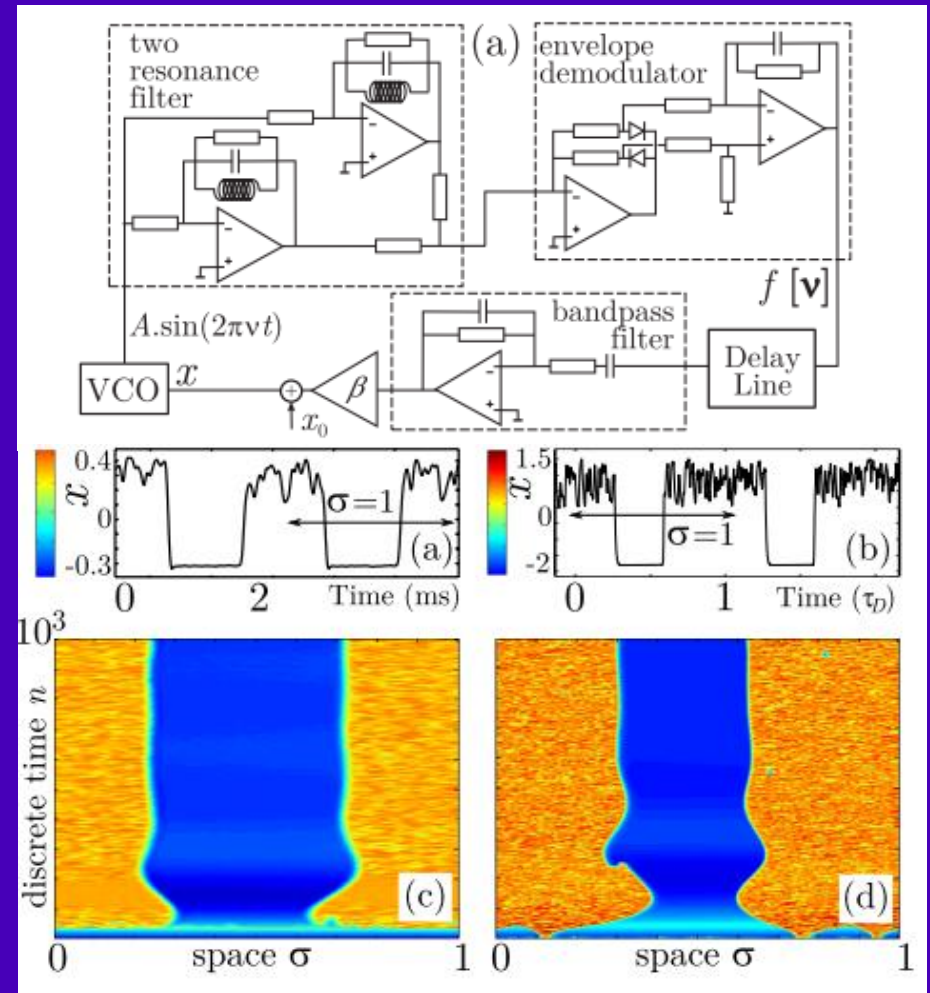 two
resonance
filter
(a)
envelope
demodulator
f [ν]
A.sin(2πνt)
bandpass
filter
Delay
Line
VCO
x
x₀
β
0.4
x
0
-0.3
σ=1
(a)
0
2
Time (ms)
1.5
x
0
-2
σ=1
(b)
0
1
Time (τ_D)
10³
discrete time n
(c)
0
space σ
1
(d)
0
space σ
1